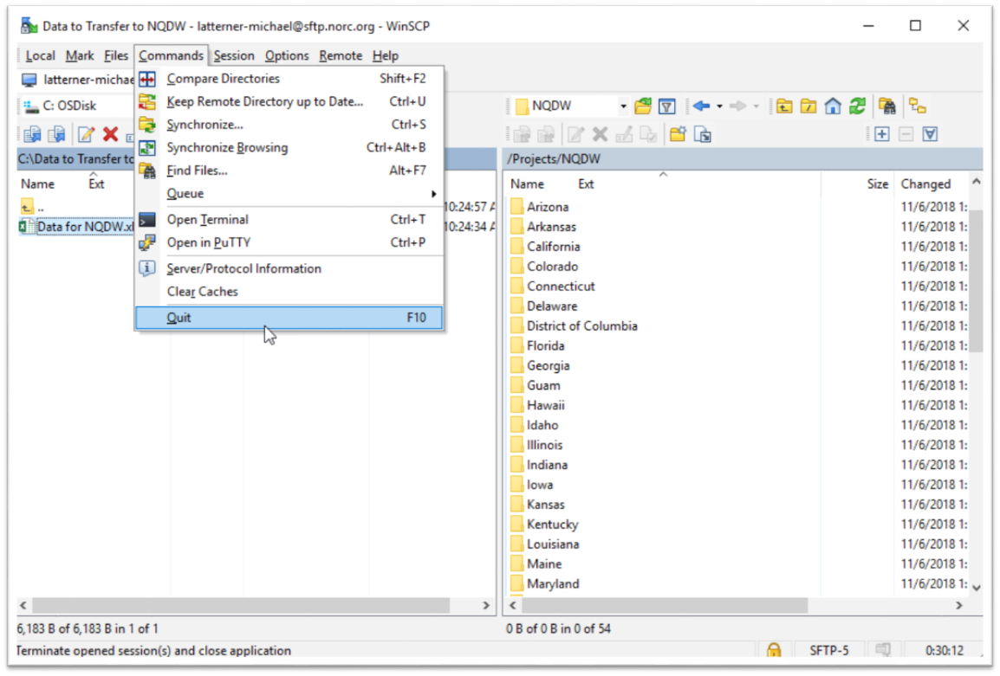 Data to Transfer to NQDW - latterner-michael@sftp.norc.org - WinSCP
Local Mark Files Commands Session Options Remote Help
latterner-michae
C: OSDisk
C:\Data to Transfer to
Name Ext
..
10:24:57 A
Data for NQDW.xl
10:24:34 A
Compare Directories Shift+F2
Keep Remote Directory up to Date... Ctrl+U
Synchronize... Ctrl+S
Synchronize Browsing Ctrl+Alt+B
Find Files... Alt+F7
Queue
Open Terminal Ctrl+T
Open in PuTTY Ctrl+P
Server/Protocol Information
Clear Caches
Quit F10
NQDW
/Projects/NQDW
Name Ext Size Changed
Arizona 11/6/2018 1:
Arkansas 11/6/2018 1:
California 11/6/2018 1:
Colorado 11/6/2018 1:
Connecticut 11/6/2018 1:
Delaware 11/6/2018 1:
District of Columbia 11/6/2018 1:
Florida 11/6/2018 1:
Georgia 11/6/2018 1:
Guam 11/6/2018 1:
Hawaii 11/6/2018 1:
Idaho 11/6/2018 1:
Illinois 11/6/2018 1:
Indiana 11/6/2018 1:
Iowa 11/6/2018 1:
Kansas 11/6/2018 1:
Kentucky 11/6/2018 1:
Louisiana 11/6/2018 1:
Maine 11/6/2018 1:
Maryland 11/6/2018 1:
6,183 B of 6,183 B in 1 of 1
0 B of 0 B in 0 of 54
Terminate opened session(s) and close application
SFTP-5 0:30:12